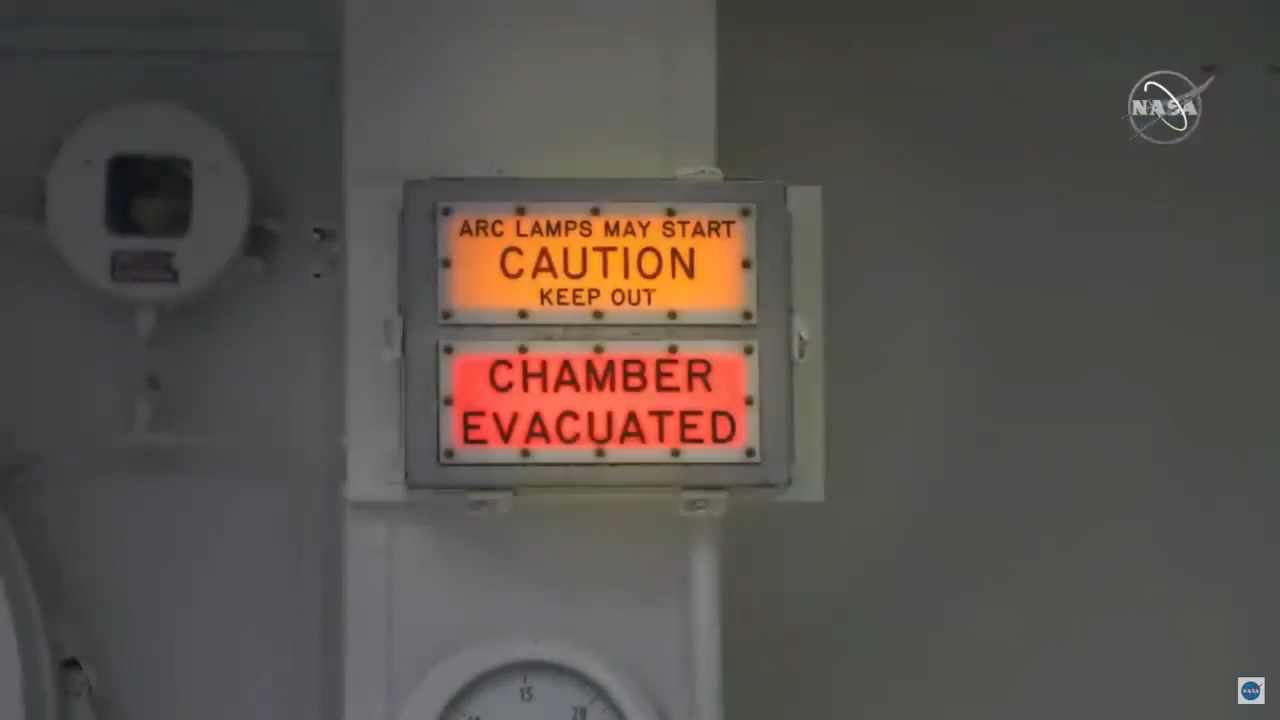 NASA
ARC LAMPS MAY START
CAUTION
KEEP OUT
CHAMBER
EVACUATED
15
20
NASA